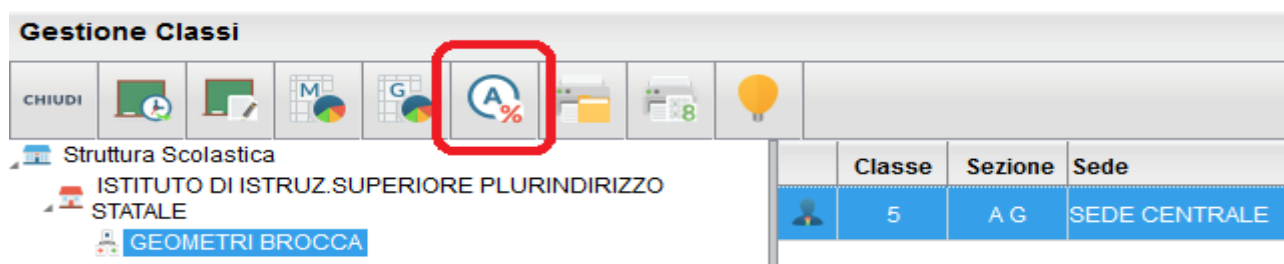 Gestione Classi
CHIUDI
M
G
A %
8
Struttura Scolastica
ISTITUTO DI ISTRUZ.SUPERIORE PLURINDIRIZZO
STATALE
GEOMETRI BROCCA
Classe Sezione Sede
5 A G SEDE CENTRALE